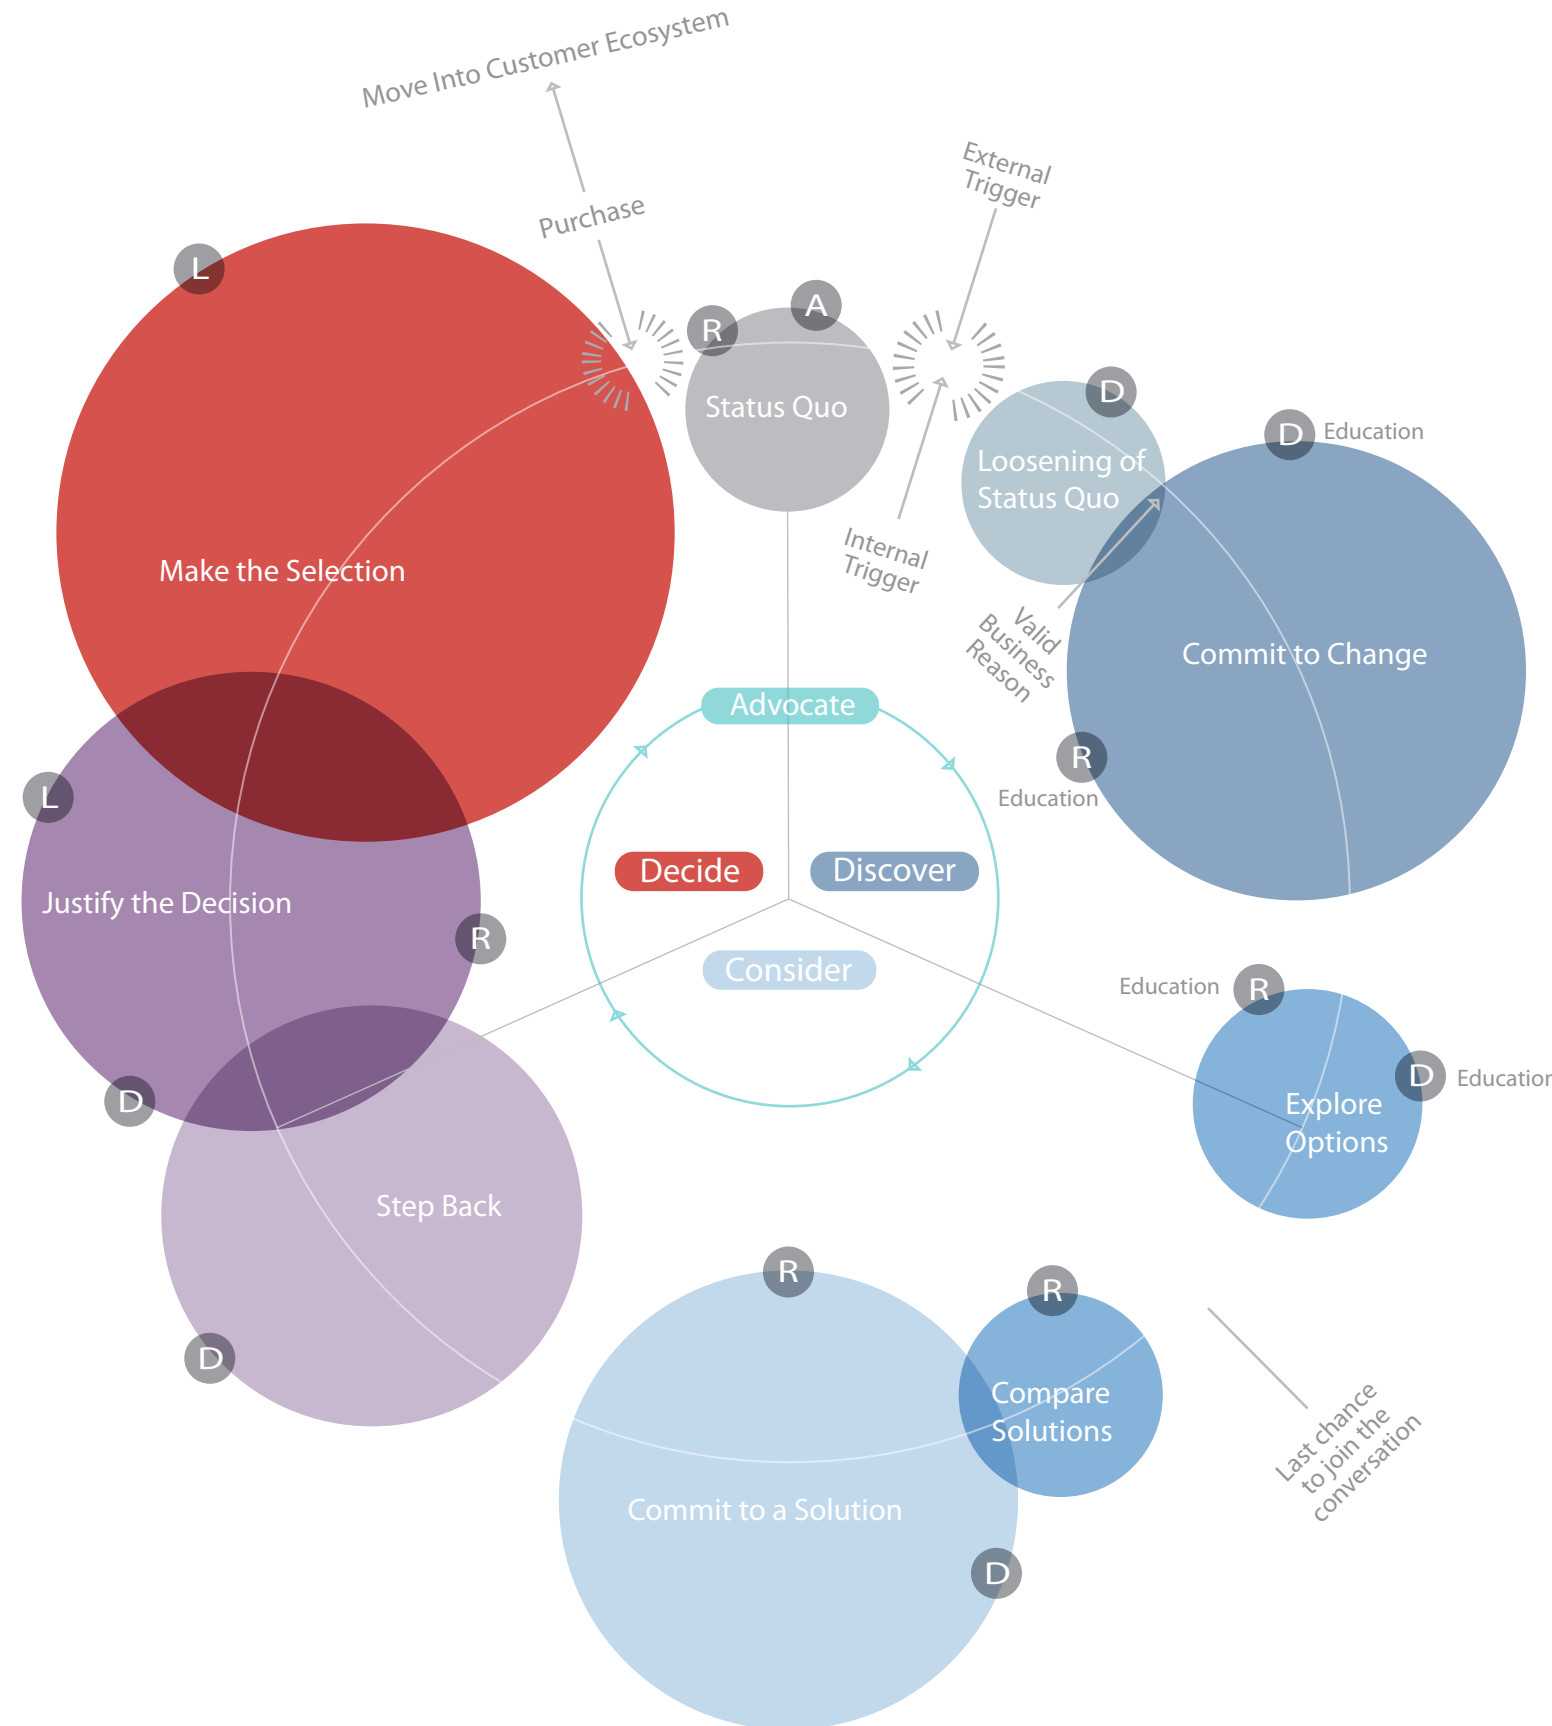 Move Into Customer Ecosystem
Purchase
External
Trigger
L
R
A
Status Quo
D
Loosening of
Status Quo
D
Education
Internal
Trigger
Valid
Business
Reason
Commit to Change
R
Education
Make the Selection
Advocate
L
Decide
Discover
Justify the Decision
R
Consider
D
Education
R
D
Education
Explore
Options
Step Back
D
R
R
Compare
Solutions
Commit to a Solution
D
Last chance
to join the
conversation